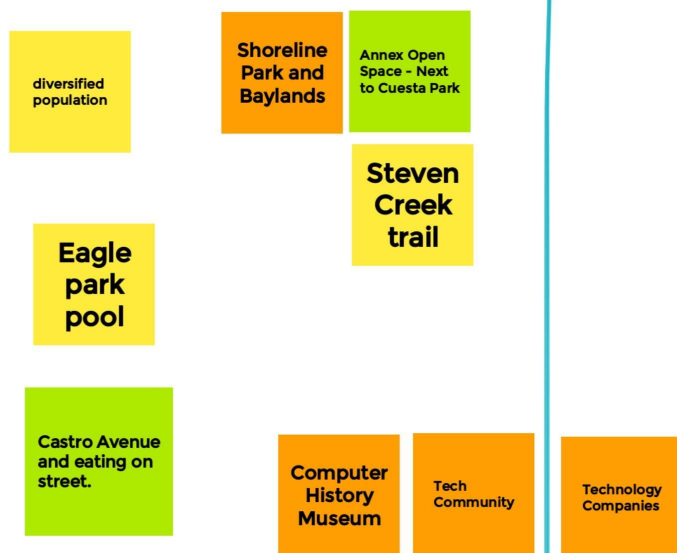 diversified
population
Shoreline
Park and
Baylands
Annex Open
Space - Next
to Cuesta Park
Steven
Creek
trail
Eagle
park
pool
Castro Avenue
and eating on
street.
Computer
History
Museum
Tech
Community
Technology
Companies